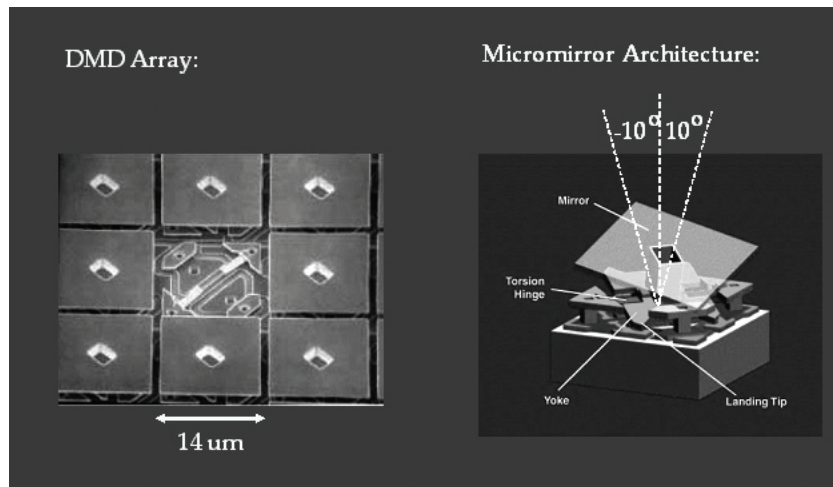 DMD Array:
Micromirror Architecture:
-10° 10°
Mirror
Torsion
Hinge
Yoke
Landing Tip
14 um